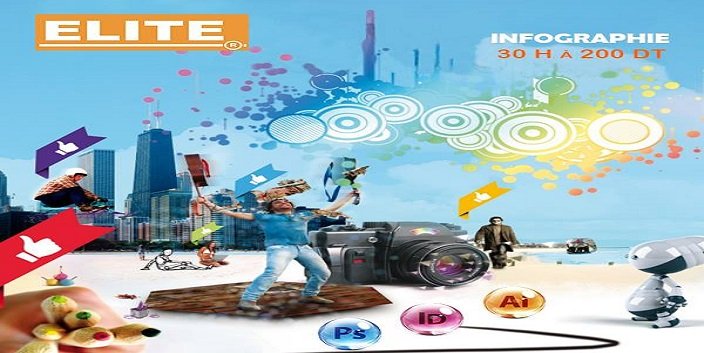 ELITE ®
INFOGRAPHIE
30 H À 200 DT
Ps
ID
Ai